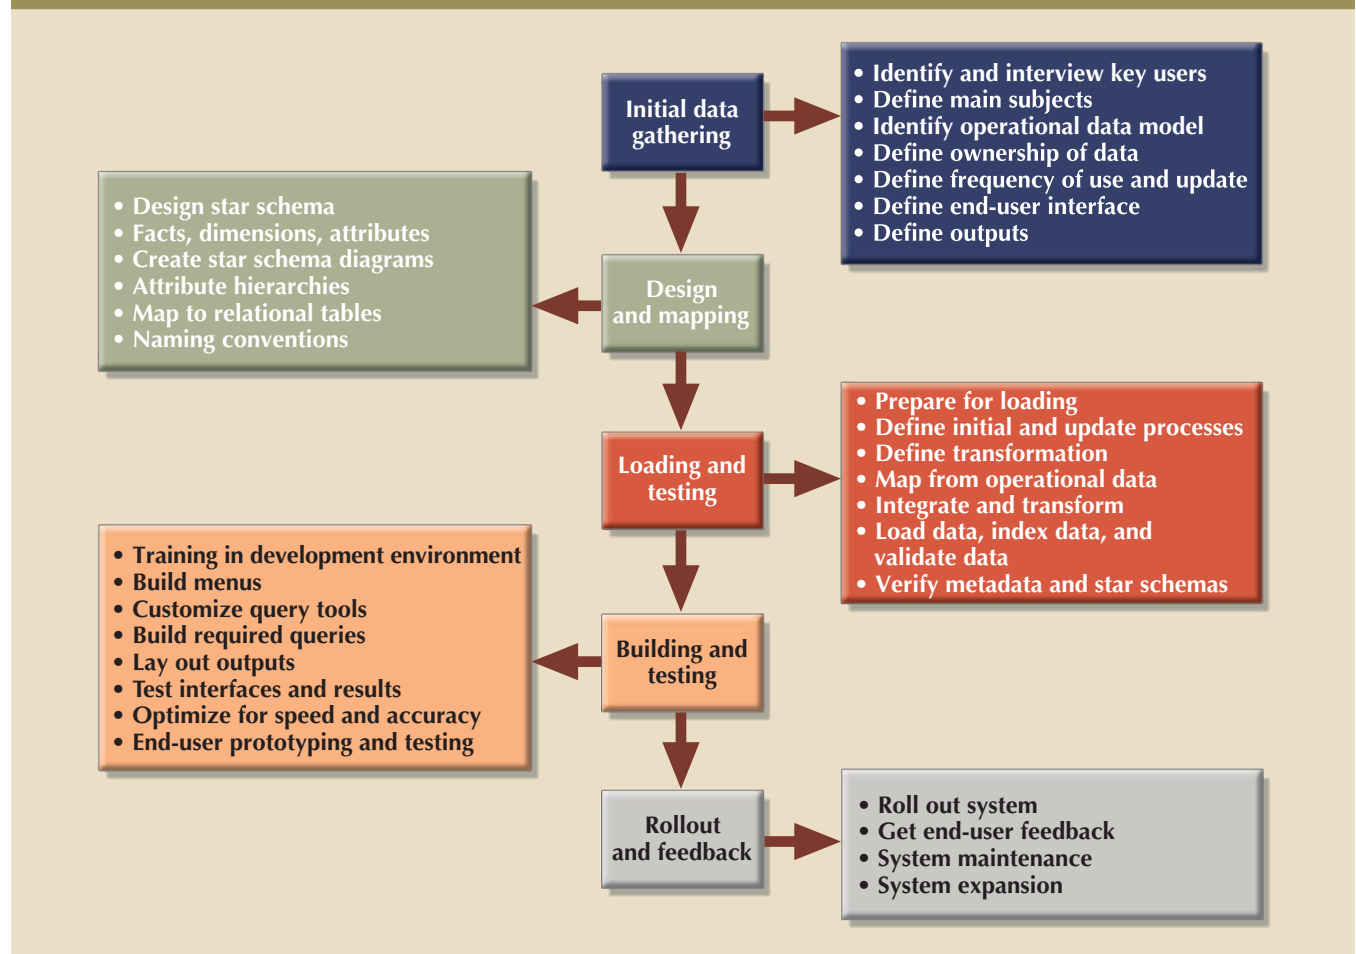 Initial data
gathering
• Identify and interview key users
• Define main subjects
• Identify operational data model
• Define ownership of data
• Define frequency of use and update
• Define end-user interface
• Define outputs
Design
and mapping
• Design star schema
• Facts, dimensions, attributes
• Create star schema diagrams
• Attribute hierarchies
• Map to relational tables
• Naming conventions
Loading and
testing
• Prepare for loading
• Define initial and update processes
• Define transformation
• Map from operational data
• Integrate and transform
• Load data, index data, and
validate data
• Verify metadata and star schemas
Building and
testing
• Training in development environment
• Build menus
• Customize query tools
• Build required queries
• Lay out outputs
• Test interfaces and results
• Optimize for speed and accuracy
• End-user prototyping and testing
Rollout
and feedback
• Roll out system
• Get end-user feedback
• System maintenance
• System expansion